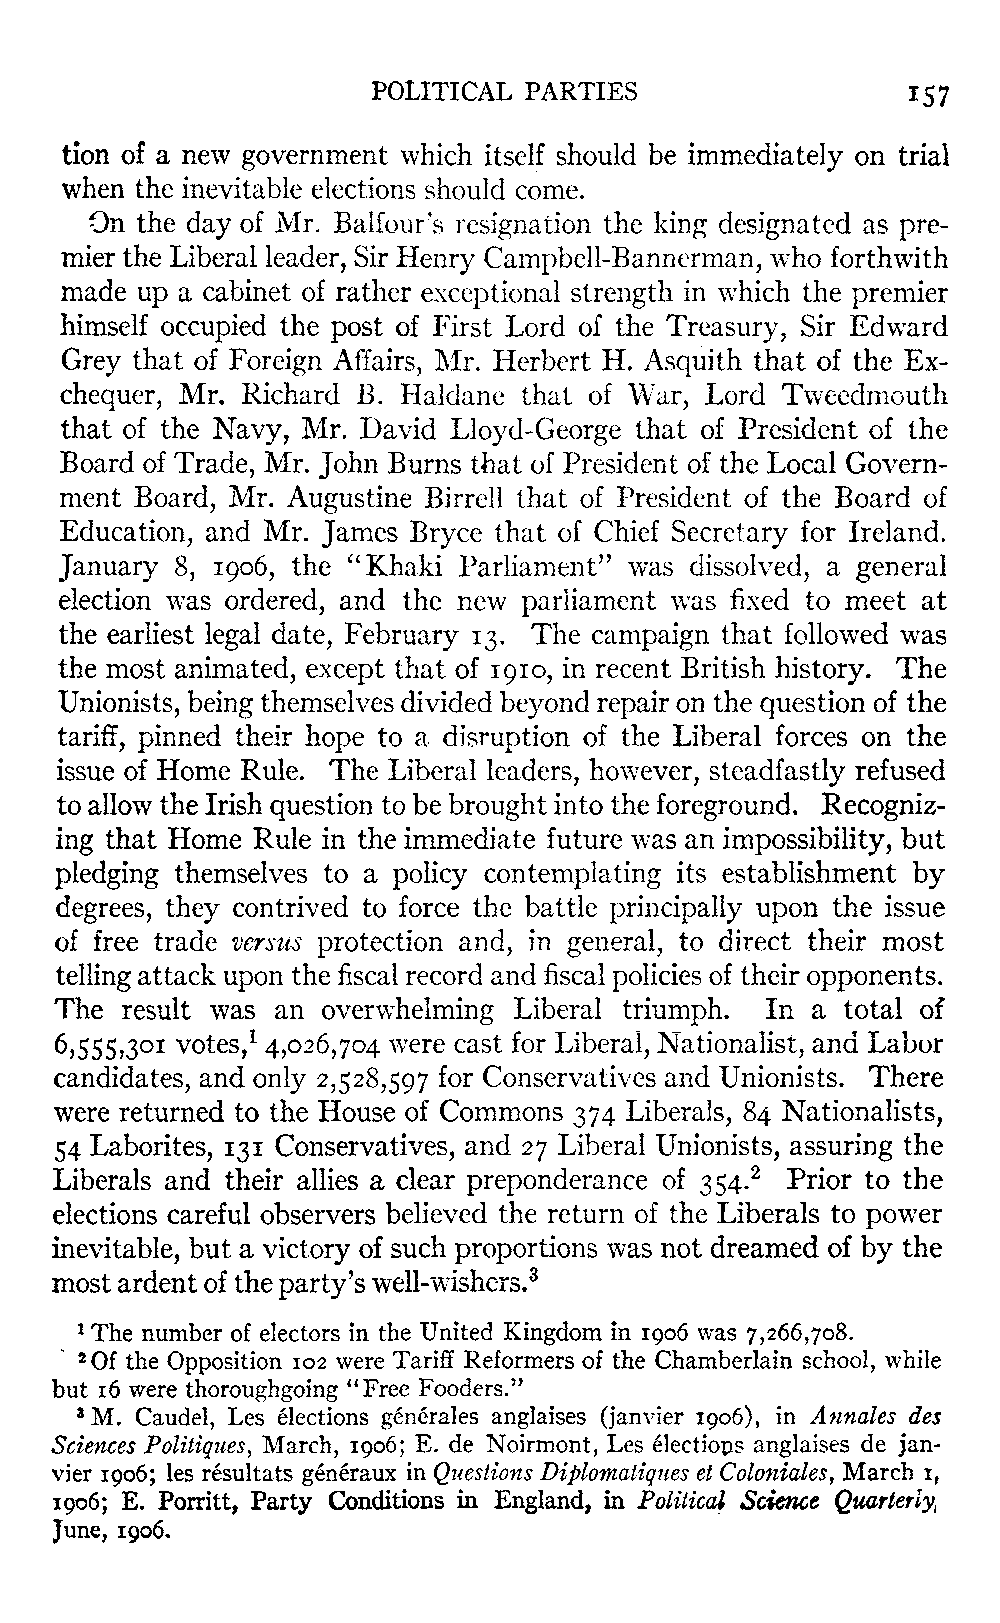 POLITICAL PARTIES 157
tion of a new government which itself should be immediately on trial
when the inevitable elections should come.
On the day of Mr. Balfour's resignation the king designated as pre-
mier the Liberal leader, Sir Henry Campbell-Bannerman, who forthwith
made up a cabinet of rather exceptional strength in which the premier
himself occupied the post of First Lord of the Treasury, Sir Edward
Grey that of Foreign Affairs, Mr. Herbert H. Asquith that of the Ex-
chequer, Mr. Richard B. Haldane that of War, Lord Tweedmouth
that of the Navy, Mr. David Lloyd-George that of President of the
Board of Trade, Mr. John Burns that of President of the Local Govern-
ment Board, Mr. Augustine Birrell that of President of the Board of
Education, and Mr. James Bryce that of Chief Secretary for Ireland.
January 8, 1906, the "Khaki Parliament" was dissolved, a general
election was ordered, and the new parliament was fixed to meet at
the earliest legal date, February 13. The campaign that followed was
the most animated, except that of 1910, in recent British history. The
Unionists, being themselves divided beyond repair on the question of the
tariff, pinned their hope to a disruption of the Liberal forces on the
issue of Home Rule. The Liberal leaders, however, steadfastly refused
to allow the Irish question to be brought into the foreground. Recogniz-
ing that Home Rule in the immediate future was an impossibility, but
pledging themselves to a policy contemplating its establishment by
degrees, they contrived to force the battle principally upon the issue
of free trade versus protection and, in general, to direct their most
telling attack upon the fiscal record and fiscal policies of their opponents.
The result was an overwhelming Liberal triumph. In a total of
6,555,301 votes,¹ 4,026,704 were cast for Liberal, Nationalist, and Labor
candidates, and only 2,528,597 for Conservatives and Unionists. There
were returned to the House of Commons 374 Liberals, 84 Nationalists,
54 Laborites, 131 Conservatives, and 27 Liberal Unionists, assuring the
Liberals and their allies a clear preponderance of 354.² Prior to the
elections careful observers believed the return of the Liberals to power
inevitable, but a victory of such proportions was not dreamed of by the
most ardent of the party's well-wishers.³
¹ The number of electors in the United Kingdom in 1906 was 7,266,708.
² Of the Opposition 102 were Tariff Reformers of the Chamberlain school, while
but 16 were thoroughgoing "Free Fooders."
³ M. Caudel, Les élections générales anglaises (janvier 1906), in Annales des
Sciences Politiques, March, 1906; E. de Noirmont, Les élections anglaises de jan-
vier 1906; les résultats généraux in Questions Diplomatiques et Coloniales, March 1,
1906; E. Porritt, Party Conditions in England, in Political Science Quarterly,
June, 1906.